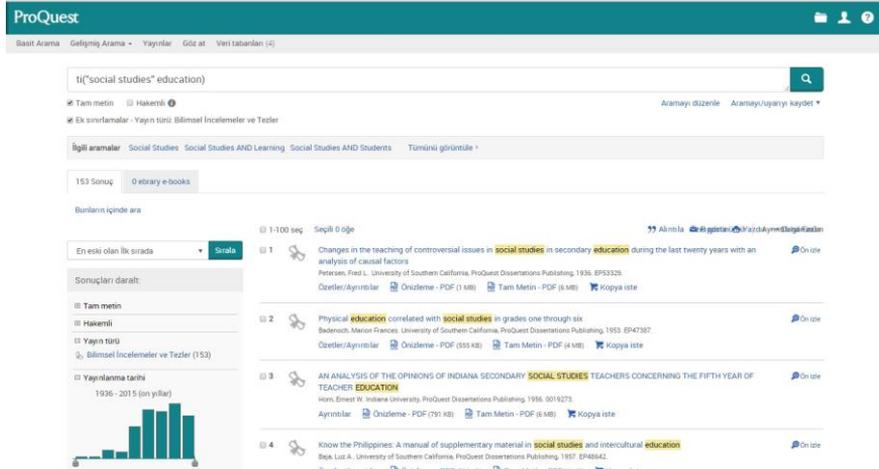 ProQuest
Basit Arama Gelişmiş Arama Yayınlar Göz at Veri tabanları (4)
ti("social studies" education)
Tam metin Hakemli
Aramayı düzenle Aramayı/uyarıyı kaydet
Ek sınırlamalar - Yayın türü: Bilimsel İncelemeler ve Tezler
İlgili aramalar Social Studies Social Studies AND Learning Social Studies AND Students Tümünü görüntüle ›
153 Sonuç 0 ebrary e-books
Bunların içinde ara
1-100 seç Seçili 0 öğe
Alıntıla
En eski olan İlk sırada Sırala
Sonuçları daralt:
Tam metin
Hakemli
Yayın türü
Bilimsel İncelemeler ve Tezler (153)
Yayınlanma tarihi
1936 - 2015 (on yıllar)
1 Changes in the teaching of controversial issues in social studies in secondary education during the last twenty years with an
analysis of causal factors
Petersen, Fred L. University of Southern California, ProQuest Dissertations Publishing, 1936. EP53329.
Özetler/Ayrıntılar Önizleme - PDF (1 MB) Tam Metin - PDF (6 MB) Kopya iste
Ön izle
2 Physical education correlated with social studies in grades one through six
Badenoch, Marion Frances. University of Southern California, ProQuest Dissertations Publishing, 1953. EP47387.
Özetler/Ayrıntılar Önizleme - PDF (555 KB) Tam Metin - PDF (4 MB) Kopya iste
Ön izle
3 AN ANALYSIS OF THE OPINIONS OF INDIANA SECONDARY SOCIAL STUDIES TEACHERS CONCERNING THE FIFTH YEAR OF
TEACHER EDUCATION
Horn, Ernest W. Indiana University, ProQuest Dissertations Publishing, 1956. 0019273.
Ayrıntılar Önizleme - PDF (791 KB) Tam Metin - PDF (6 MB) Kopya iste
Ön izle
4 Know the Philippines: A manual of supplementary material in social studies and intercultural education
Baja, Luz A.. University of Southern California, ProQuest Dissertations Publishing, 1957. EP48642.
Ön izle